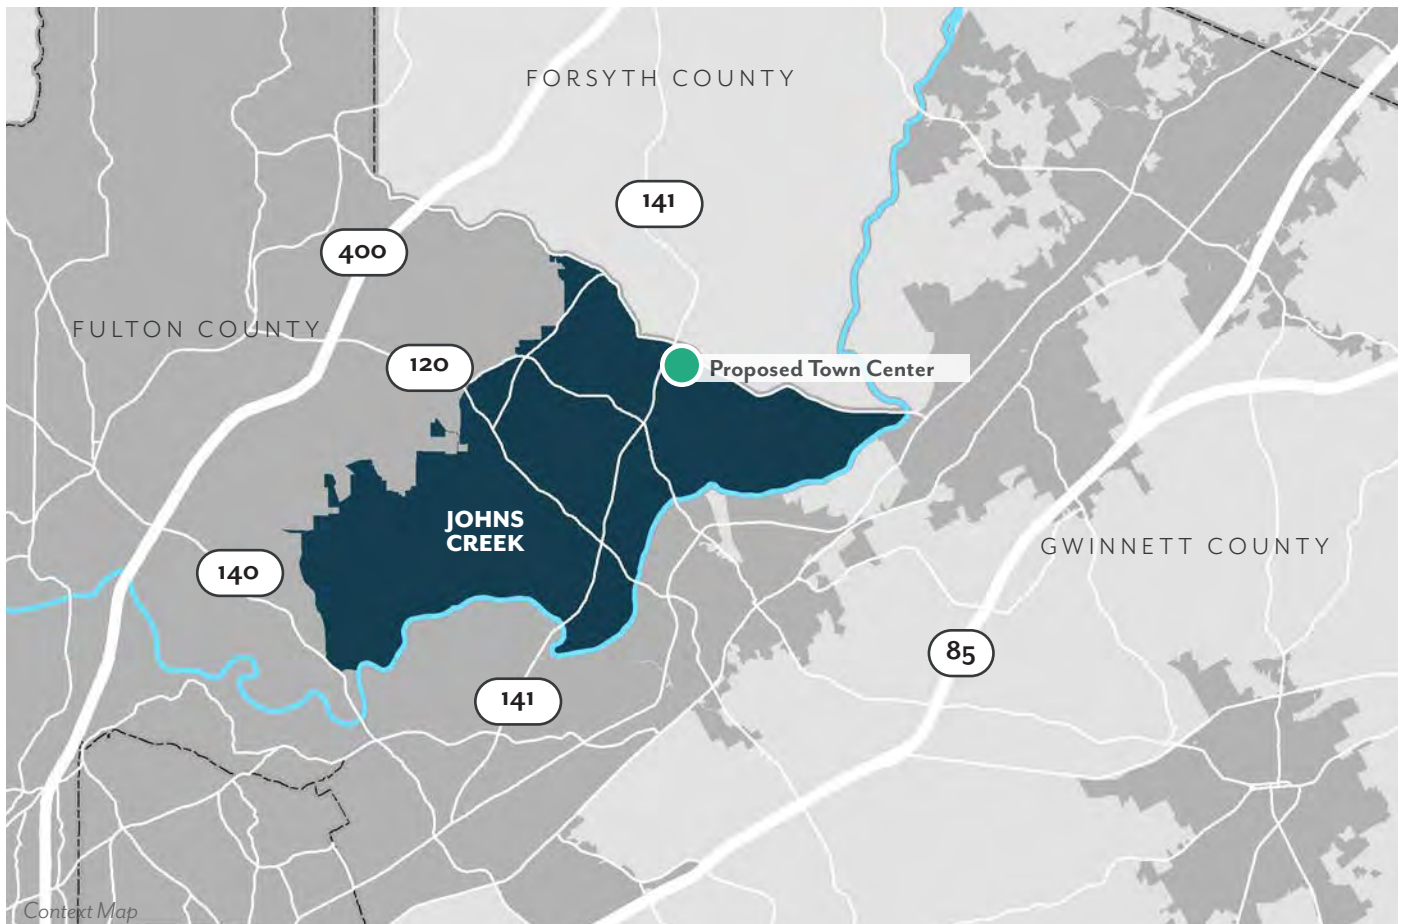 FORSYTH COUNTY
141
400
FULTON COUNTY
120
Proposed Town Center
JOHNS
CREEK
GWINNETT COUNTY
140
85
141
Context Map